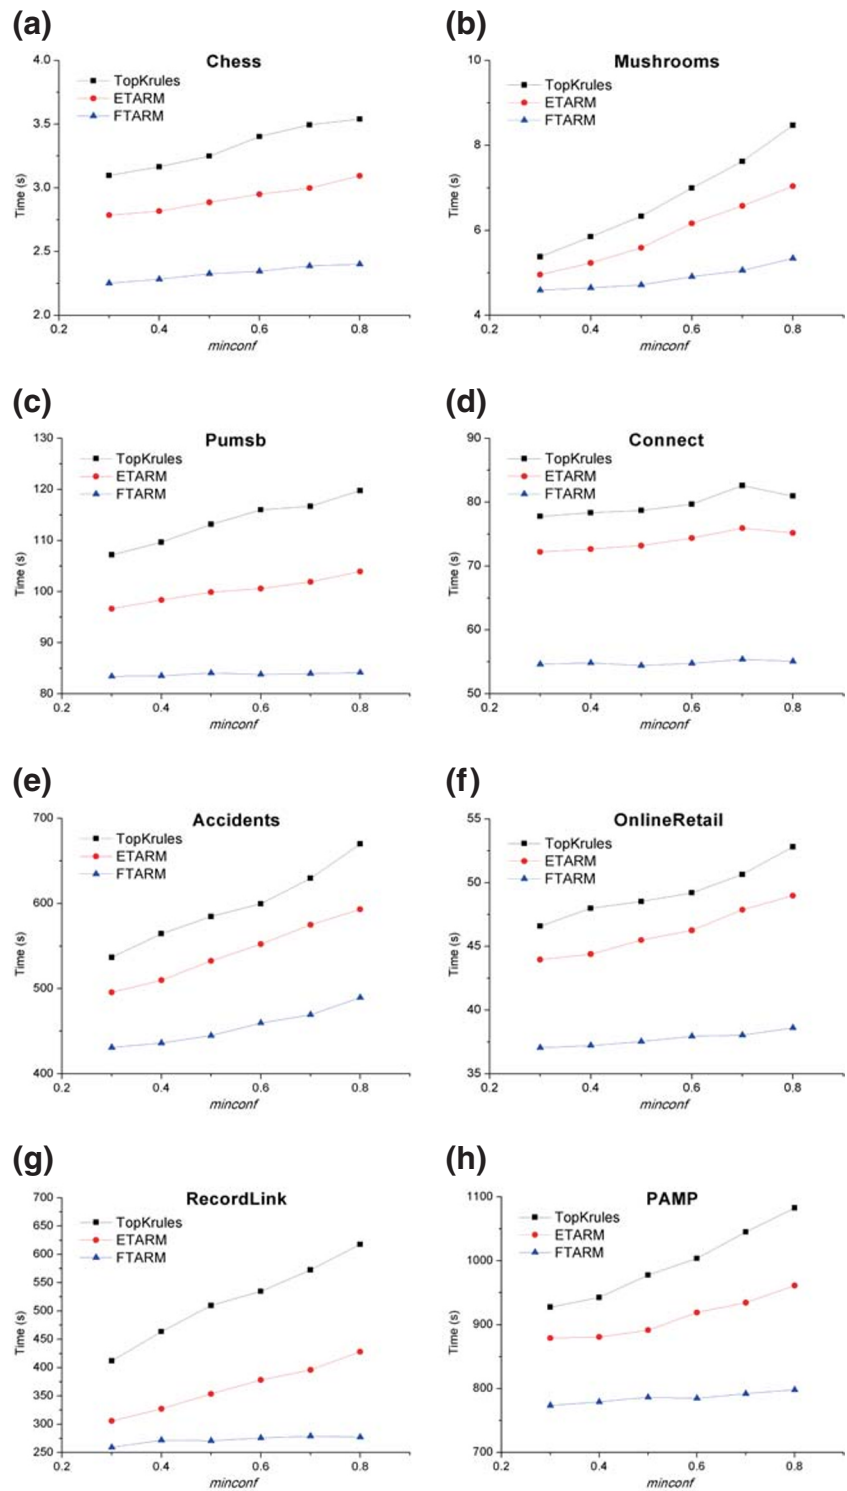 (a)
Chess
4.0
3.5
3.0
2.5
2.0
Time (s)
TopKrules
ETARM
FTARM
0.2 0.4 0.6 0.8
minconf
(b)
Mushrooms
10
8
6
4
Time (s)
TopKrules
ETARM
FTARM
0.2 0.4 0.6 0.8
minconf
(c)
Pumsb
130
120
110
100
90
80
Time (s)
TopKrules
ETARM
FTARM
0.2 0.4 0.6 0.8
minconf
(d)
Connect
90
80
70
60
50
Time (s)
TopKrules
ETARM
FTARM
0.2 0.4 0.6 0.8
minconf
(e)
Accidents
700
600
500
400
Time (s)
TopKrules
ETARM
FTARM
0.2 0.4 0.6 0.8
minconf
(f)
OnlineRetail
55
50
45
40
35
Time (s)
TopKrules
ETARM
FTARM
0.2 0.4 0.6 0.8
minconf
(g)
RecordLink
700
650
600
550
500
450
400
350
300
250
Time (s)
TopKrules
ETARM
FTARM
0.2 0.4 0.6 0.8
minconf
(h)
PAMP
1100
1000
900
800
700
Time (s)
TopKrules
ETARM
FTARM
0.2 0.4 0.6 0.8
minconf